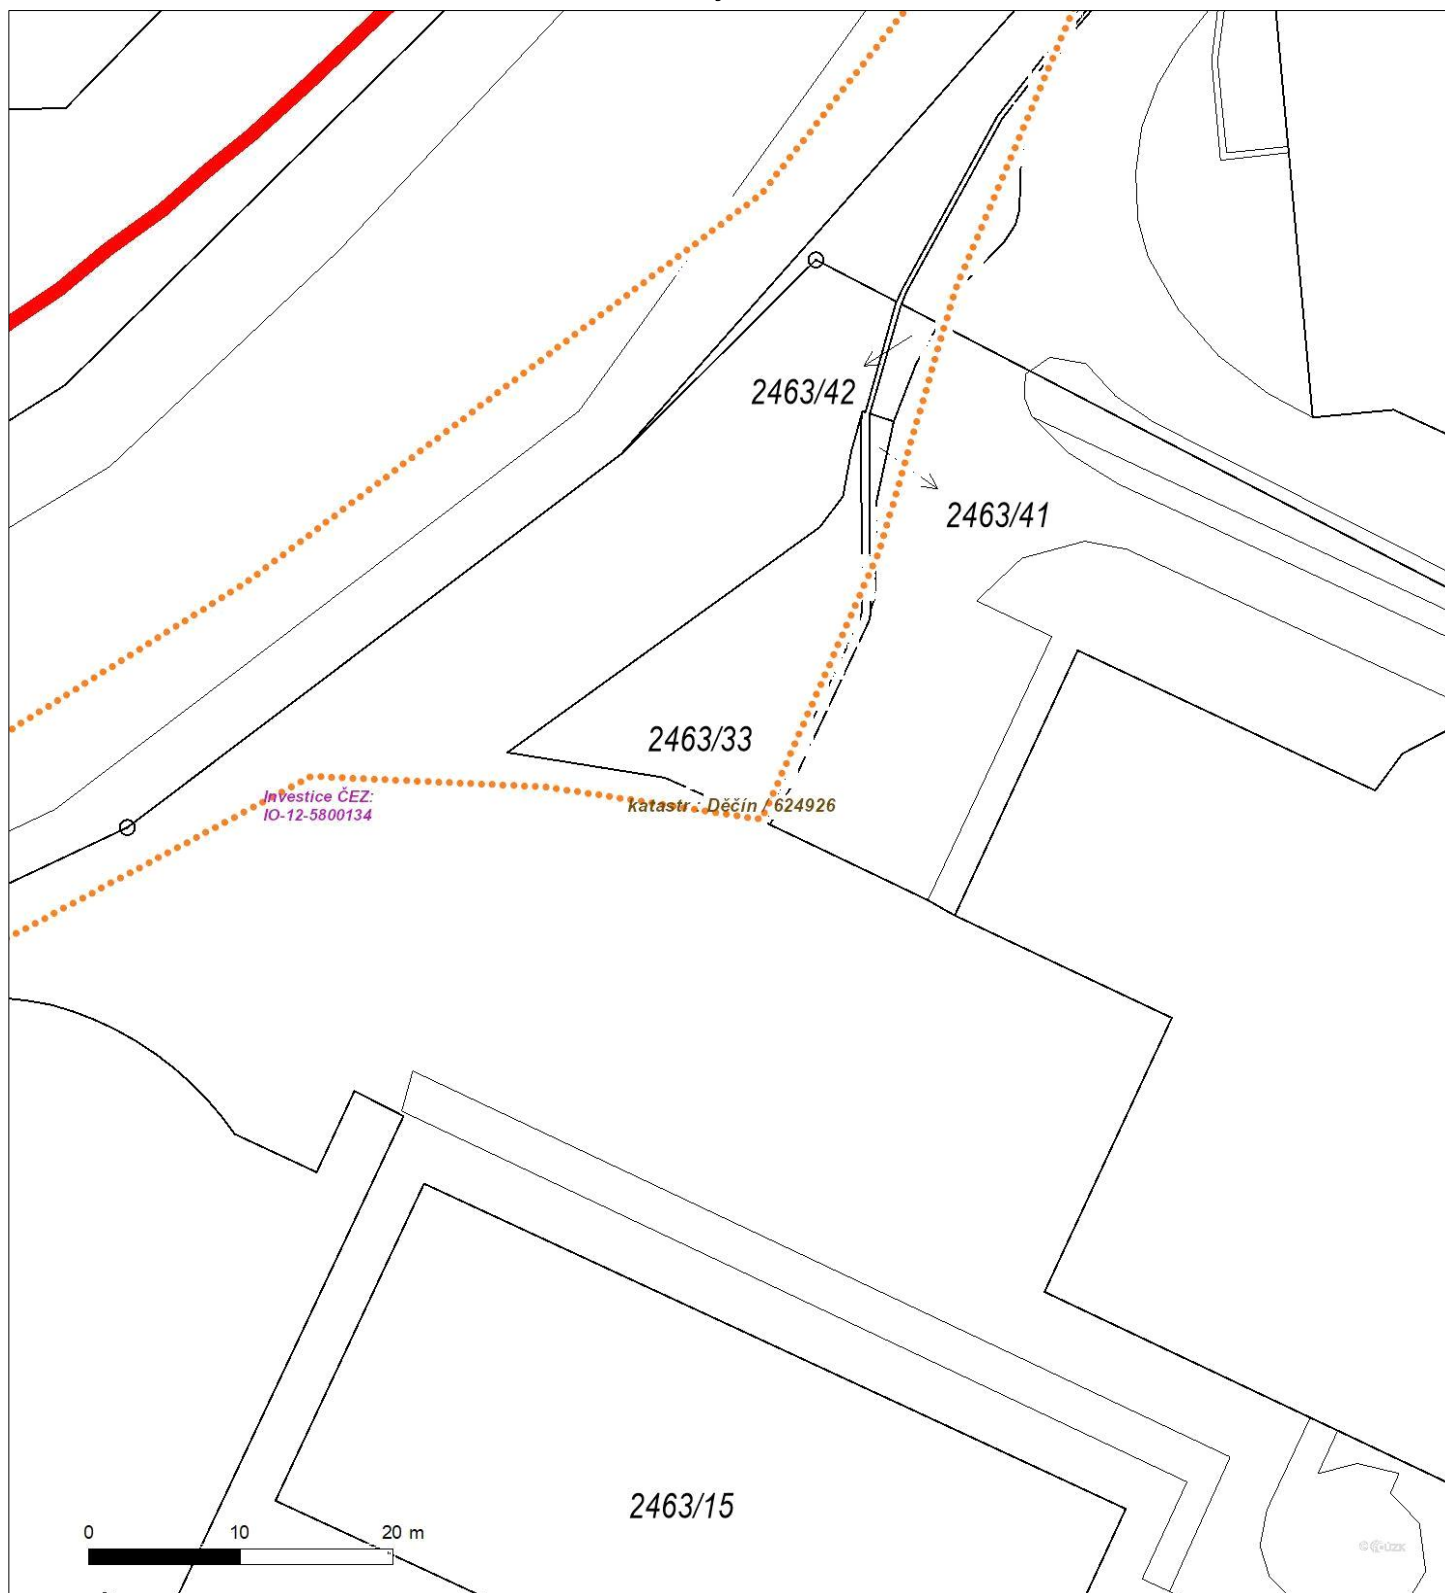 2463/42
2463/41
2463/33
Investice ČEZ:
IO-12-5800134
katastr : Děčín / 624926
2463/15
0 10 20 m